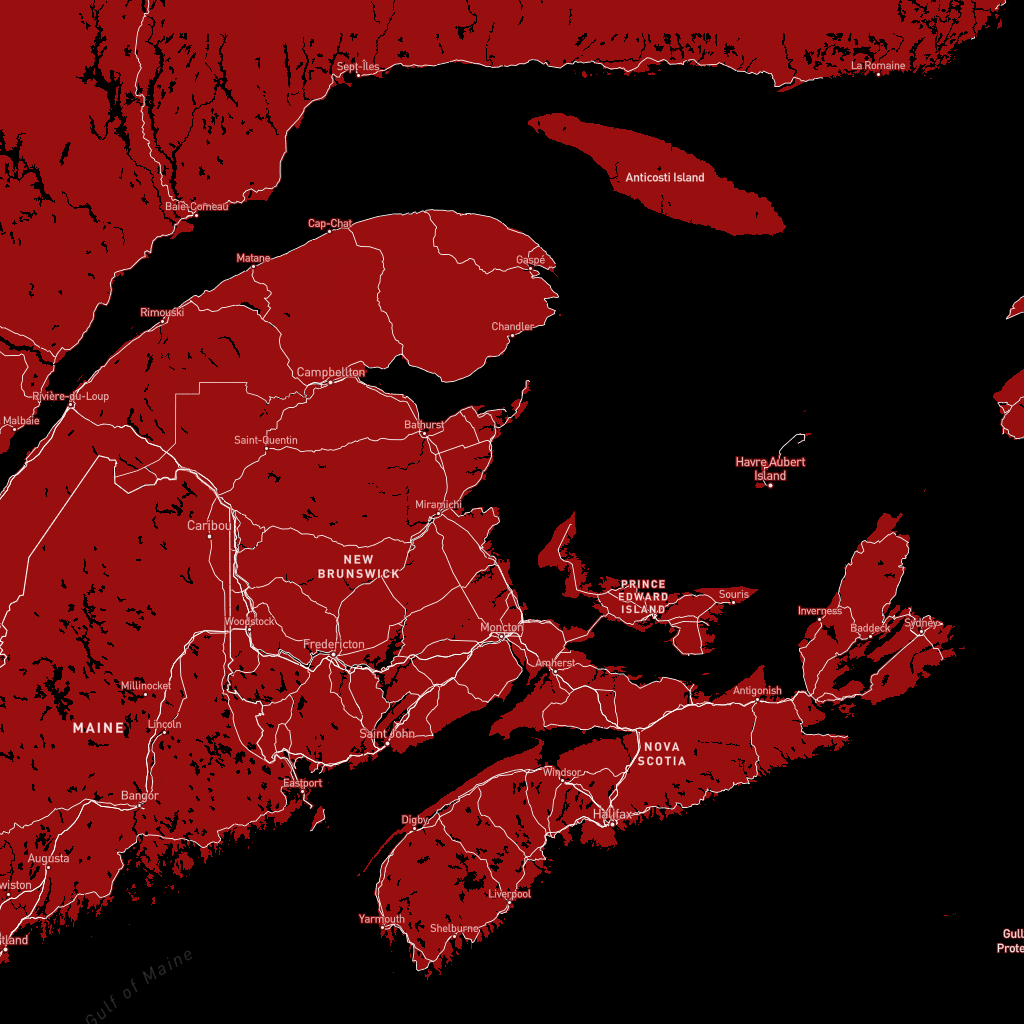 Sept-Îles
La Romaine
Anticosti Island
Baie-Comeau
Cap-Chat
Matane
Gaspé
Rimouski
Chandler
Campbellton
Rivière-du-Loup
Malbaie
Bathurst
Saint-Quentin
Havre Aubert
Island
Miramichi
Caribou
NEW
BRUNSWICK
PRINCE
EDWARD
ISLAND
Souris
Inverness
Woodstock
Baddeck
Sydney
Moncton
Fredericton
Amherst
Millinocket
Antigonish
Lincoln
MAINE
Saint John
NOVA
SCOTIA
Windsor
Eastport
Bangor
Halifax
Digby
Augusta
wiston
Liverpool
Yarmouth
Shelburne
tland
Gull
Prote
Gulf of Maine